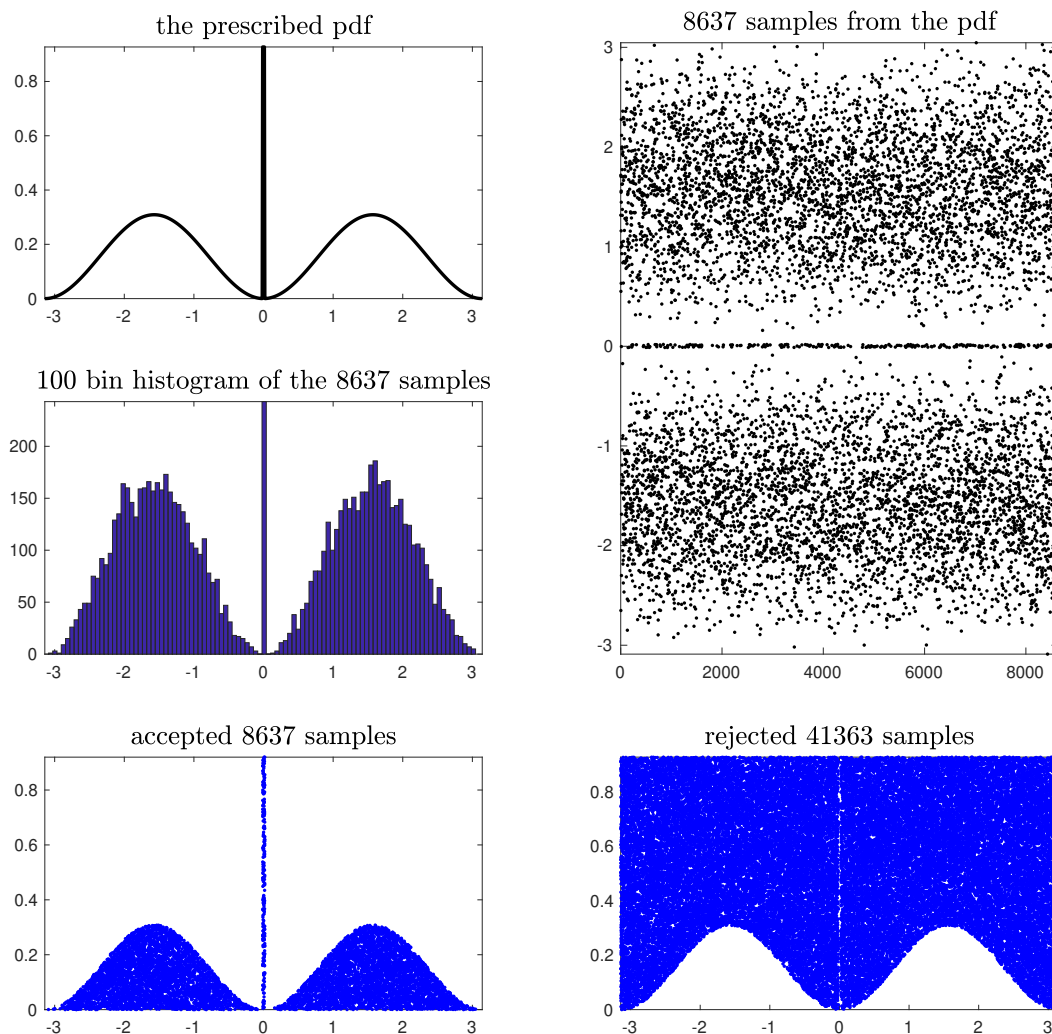 the prescribed pdf
0.8
0.6
0.4
0.2
0
-3 -2 -1 0 1 2 3
8637 samples from the pdf
3
2
1
0
-1
-2
-3
0 2000 4000 6000 8000
100 bin histogram of the 8637 samples
200
150
100
50
0
-3 -2 -1 0 1 2 3
accepted 8637 samples
0.8
0.6
0.4
0.2
0
-3 -2 -1 0 1 2 3
rejected 41363 samples
0.8
0.6
0.4
0.2
0
-3 -2 -1 0 1 2 3